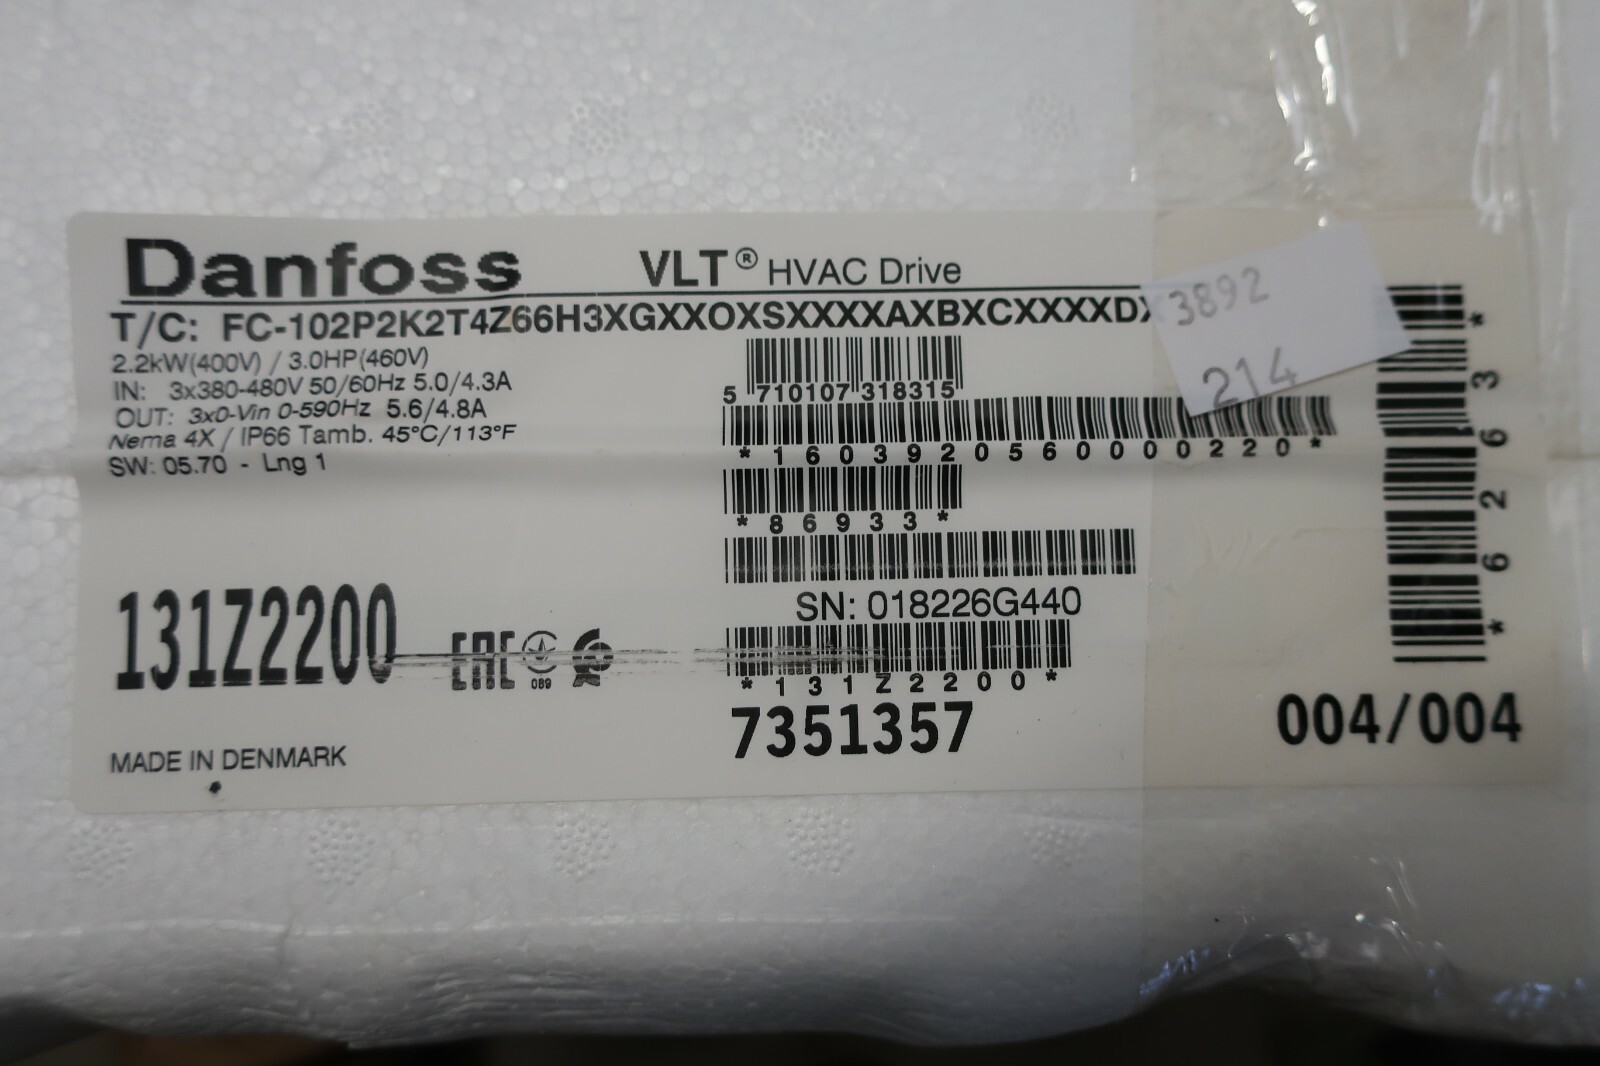 Danfoss
VLT® HVAC Drive
T/C: FC-102P2K2T4Z66H3XGXXOXSXXXXAXBXCXXXXDX
3892
214
2.2kW(400V) / 3.0HP(460V)
IN: 3x380-480V 50/60Hz 5.0/4.3A
OUT: 3x0-Vin 0-590Hz 5.6/4.8A
Nema 4X / IP66 Tamb. 45°C/113°F
SW: 05.70 - Lng 1
5 710107 318315
*1603920560000220*
*86933*
SN: 018226G440
131Z2200
EAC
089
*131Z2200*
7351357
MADE IN DENMARK
*3626*
004/004